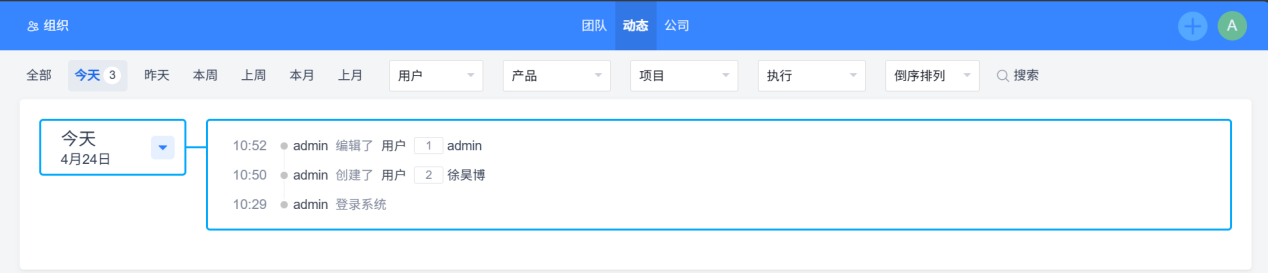 组织 团队 动态 公司 A
全部 今天 3 昨天 本周 上周 本月 上月 用户 产品 项目 执行 倒序排列 搜索
今天
4月24日
10:52 admin 编辑了 用户 1 admin
10:50 admin 创建了 用户 2 徐昊博
10:29 admin 登录系统